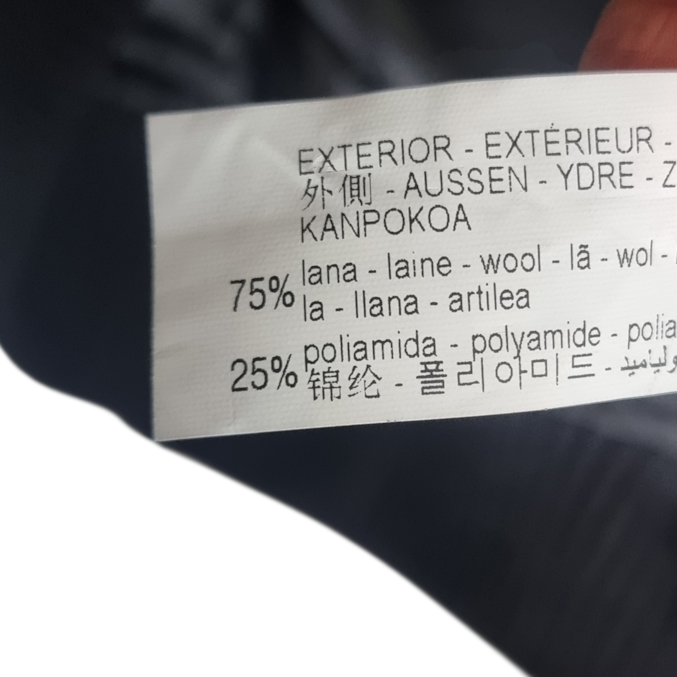 EXTERIOR - EXTÉRIEUR -
外側 - AUSSEN - YDRE -
KANPOKOA
75% lana - laine - wool - lã - wol -
la - llana - artilea
25% poliamida - polyamide -
锦纶 - 폴리아미드 -